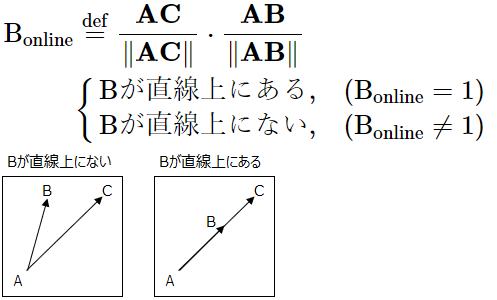 B_online ≝ AC/‖AC‖ · AB/‖AB‖
{ Bが直線上にある, (B_online = 1)
Bが直線上にない, (B_online ≠ 1)
Bが直線上にない Bが直線上にある
B C
A
C
B
A